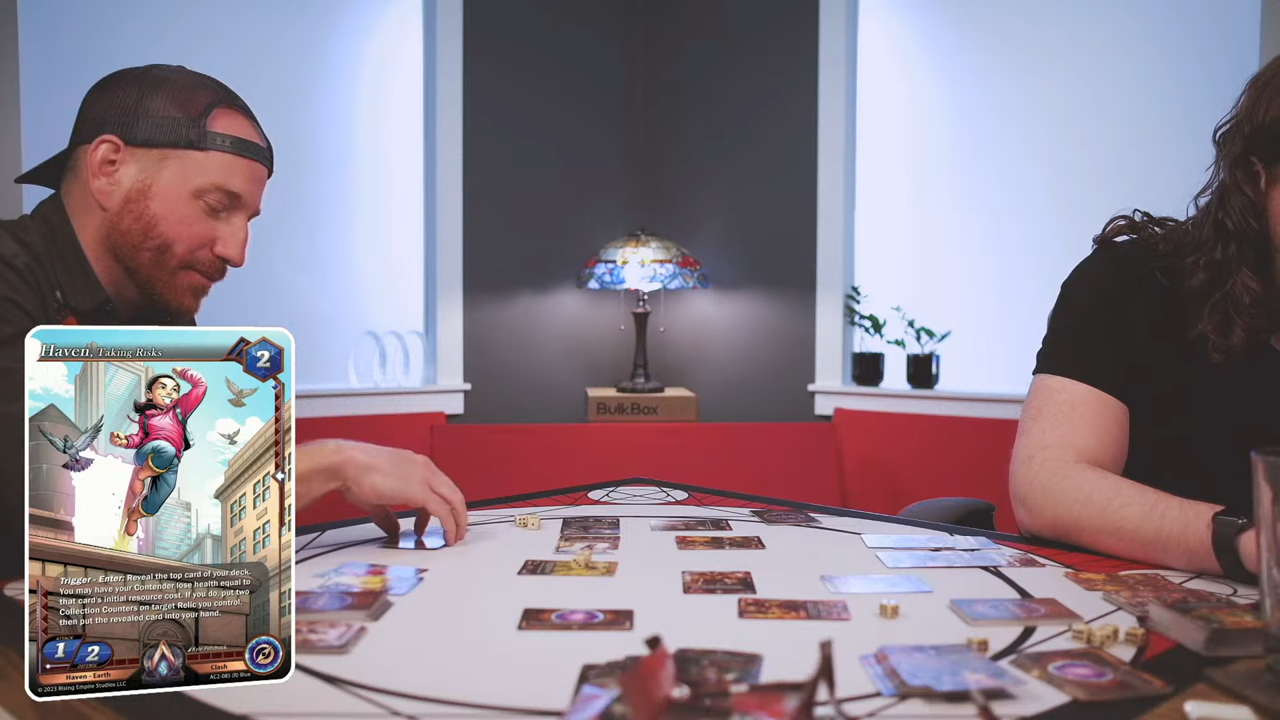 Haven, Taking Risks
2
Trigger - Enter: Reveal the top card of your deck.
You may have your Contender lose health equal to
that card's initial resource cost. If you do, put two
Collection Counters on target Relic you control,
then put the revealed card into your hand.
ATTACK
1
2
DEFENSE
Kyle Petchock
Haven - Earth
Clash
© 2023 Rising Empire Studios LLC
AC2-085 (R) Blue
BulkBox